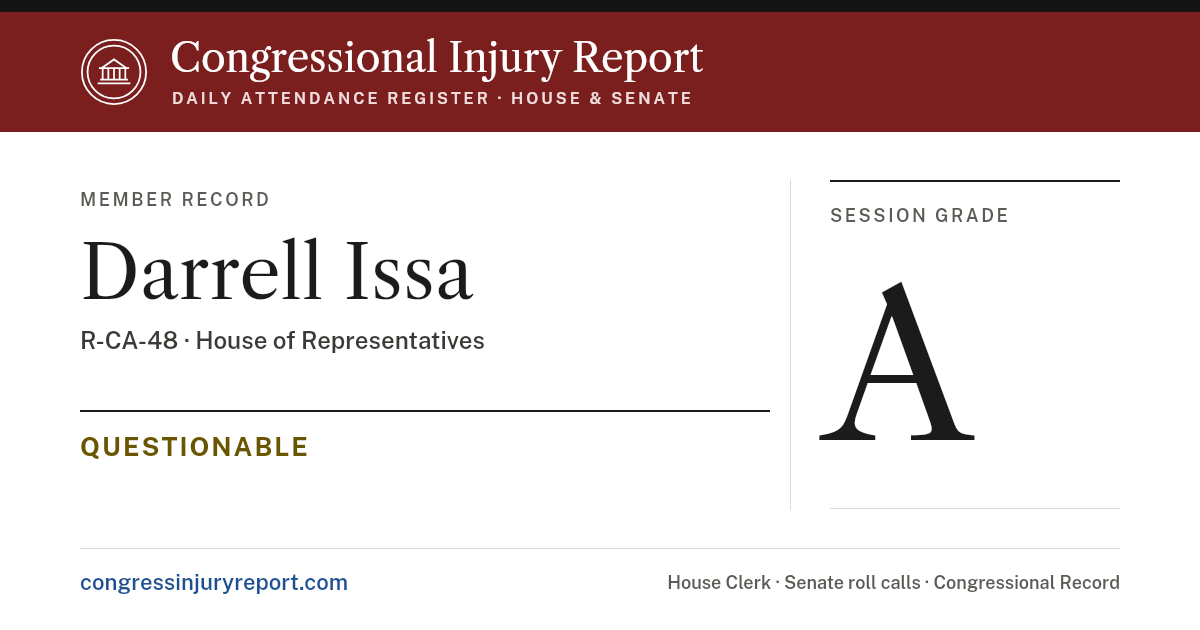 Congressional Injury Report
DAILY ATTENDANCE REGISTER · HOUSE & SENATE
MEMBER RECORD
Darrell Issa
R-CA-48 · House of Representatives
QUESTIONABLE
SESSION GRADE
A
congressinjuryreport.com
House Clerk · Senate roll calls · Congressional Record